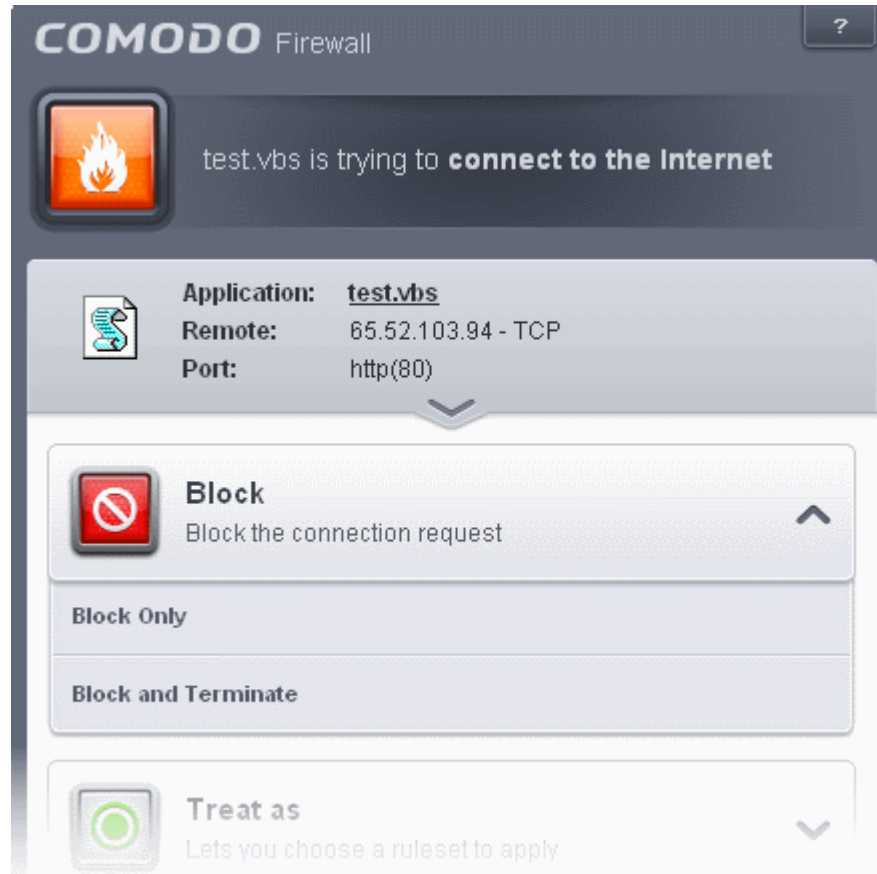 COMODO Firewall
?
test.vbs is trying to connect to the Internet
Application: test.vbs
Remote: 65.52.103.94 - TCP
Port: http(80)
Block
Block the connection request
Block Only
Block and Terminate
Treat as
Lets you choose a ruleset to apply